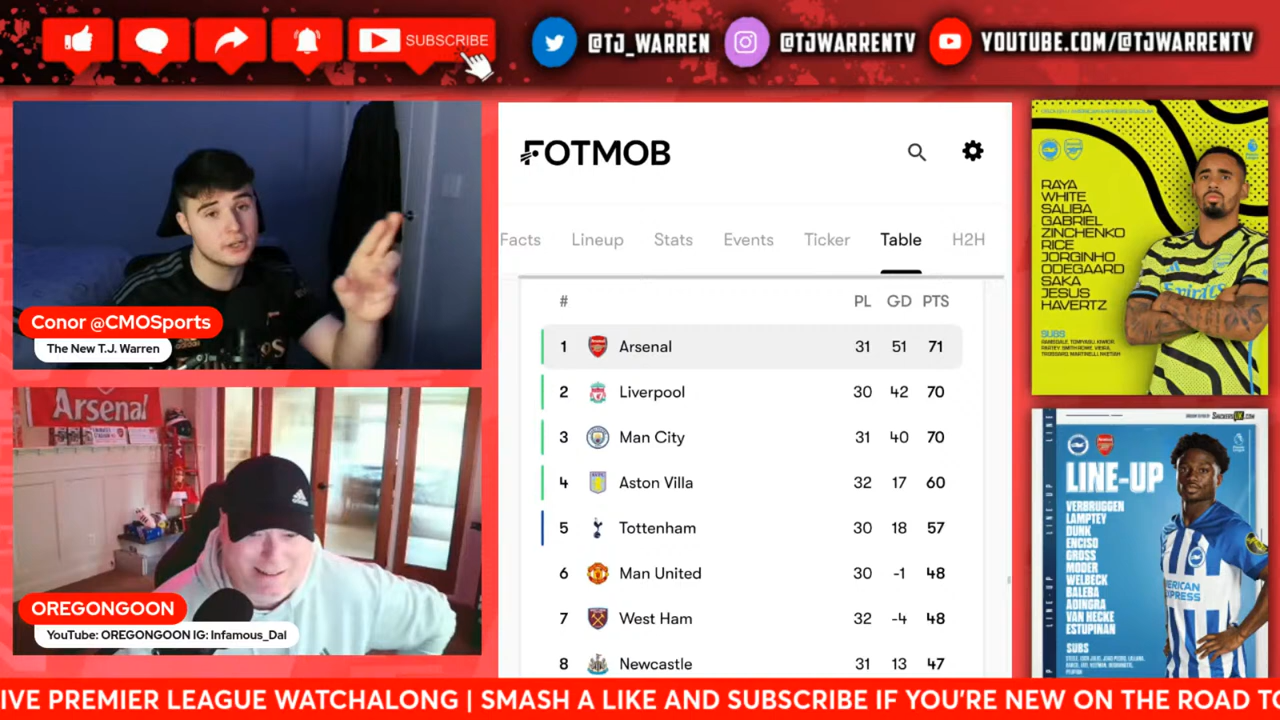 SUBSCRIBE
@TJ_WARREN
@TJWARRENTV
YOUTUBE.COM/@TJWARRENTV
Conor @CMOSports
The New T.J. Warren
Arsenal
OREGONGOON
YouTube: OREGONGOON IG: Infamous_Dal
FOTMOB
Facts Lineup Stats Events Ticker Table H2H
# PL GD PTS
1 Arsenal 31 51 71
2 Liverpool 30 42 70
3 Man City 31 40 70
4 Aston Villa 32 17 60
5 Tottenham 30 18 57
6 Man United 30 -1 48
7 West Ham 32 -4 48
8 Newcastle 31 13 47
RAYA
WHITE
SALIBA
GABRIEL
ZINCHENKO
RICE
JORGINHO
ODEGAARD
SAKA
JESUS
HAVERTZ
SUBS
Emirates
LINE-UP
VERBRUGGEN
LAMPTEY
DUNK
ENCISO
GROSS
MODER
WELBECK
BALEBA
ADINGRA
VAN HECKE
ESTUPINAN
SUBS
ERICAN
EXPRESS
IVE PREMIER LEAGUE WATCHALONG | SMASH A LIKE AND SUBSCRIBE IF YOU'RE NEW ON THE ROAD TO